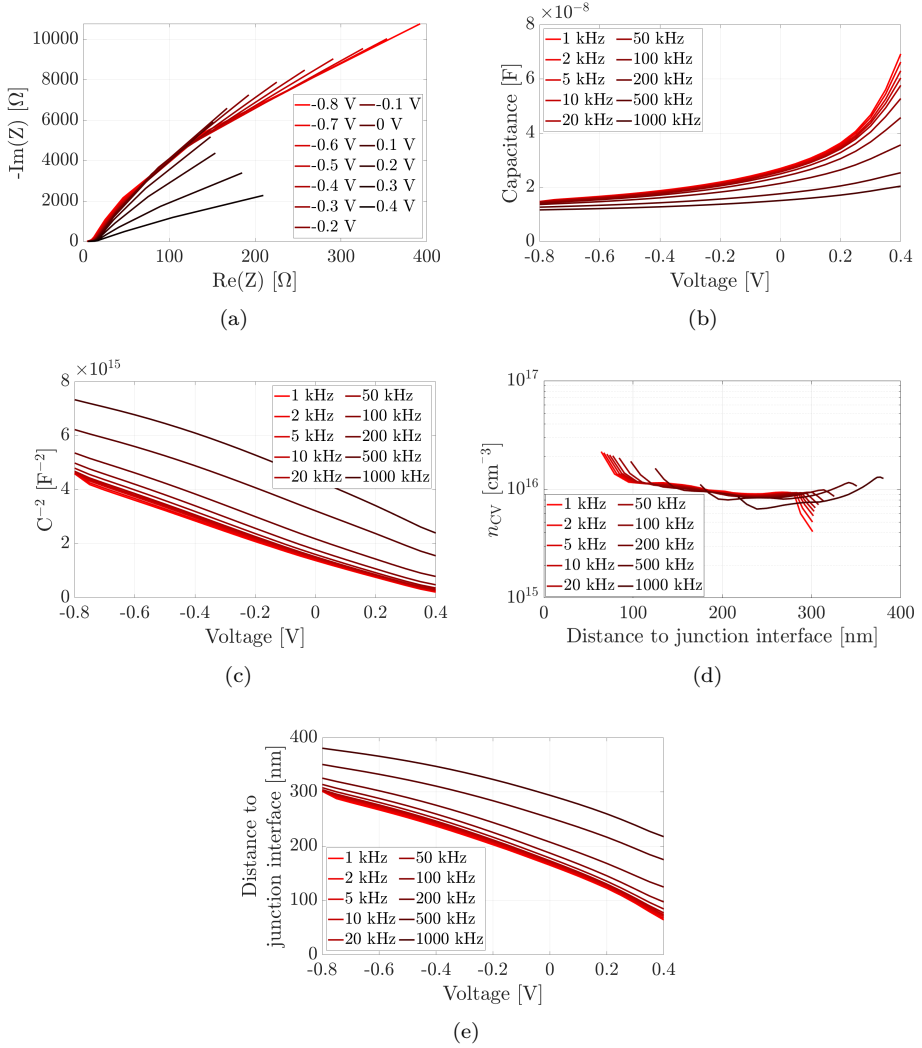 10000
8000
6000
4000
2000
0
-Im(Z) [Ω]
-0.8 V -0.1 V
-0.7 V 0 V
-0.6 V 0.1 V
-0.5 V 0.2 V
-0.4 V 0.3 V
-0.3 V 0.4 V
-0.2 V
0 100 200 300 400
Re(Z) [Ω]
(a)
×10⁻⁸
8
6
4
2
0
Capacitance [F]
1 kHz 50 kHz
2 kHz 100 kHz
5 kHz 200 kHz
10 kHz 500 kHz
20 kHz 1000 kHz
-0.8 -0.6 -0.4 -0.2 0 0.2 0.4
Voltage [V]
(b)
×10¹⁵
8
6
4
2
0
C⁻² [F⁻²]
1 kHz 50 kHz
2 kHz 100 kHz
5 kHz 200 kHz
10 kHz 500 kHz
20 kHz 1000 kHz
-0.8 -0.6 -0.4 -0.2 0 0.2 0.4
Voltage [V]
(c)
10¹⁷
10¹⁶
10¹⁵
n_CV [cm⁻³]
1 kHz 50 kHz
2 kHz 100 kHz
5 kHz 200 kHz
10 kHz 500 kHz
20 kHz 1000 kHz
0 100 200 300 400
Distance to junction interface [nm]
(d)
400
300
200
100
0
Distance to
junction interface [nm]
1 kHz 50 kHz
2 kHz 100 kHz
5 kHz 200 kHz
10 kHz 500 kHz
20 kHz 1000 kHz
-0.8 -0.6 -0.4 -0.2 0 0.2 0.4
Voltage [V]
(e)